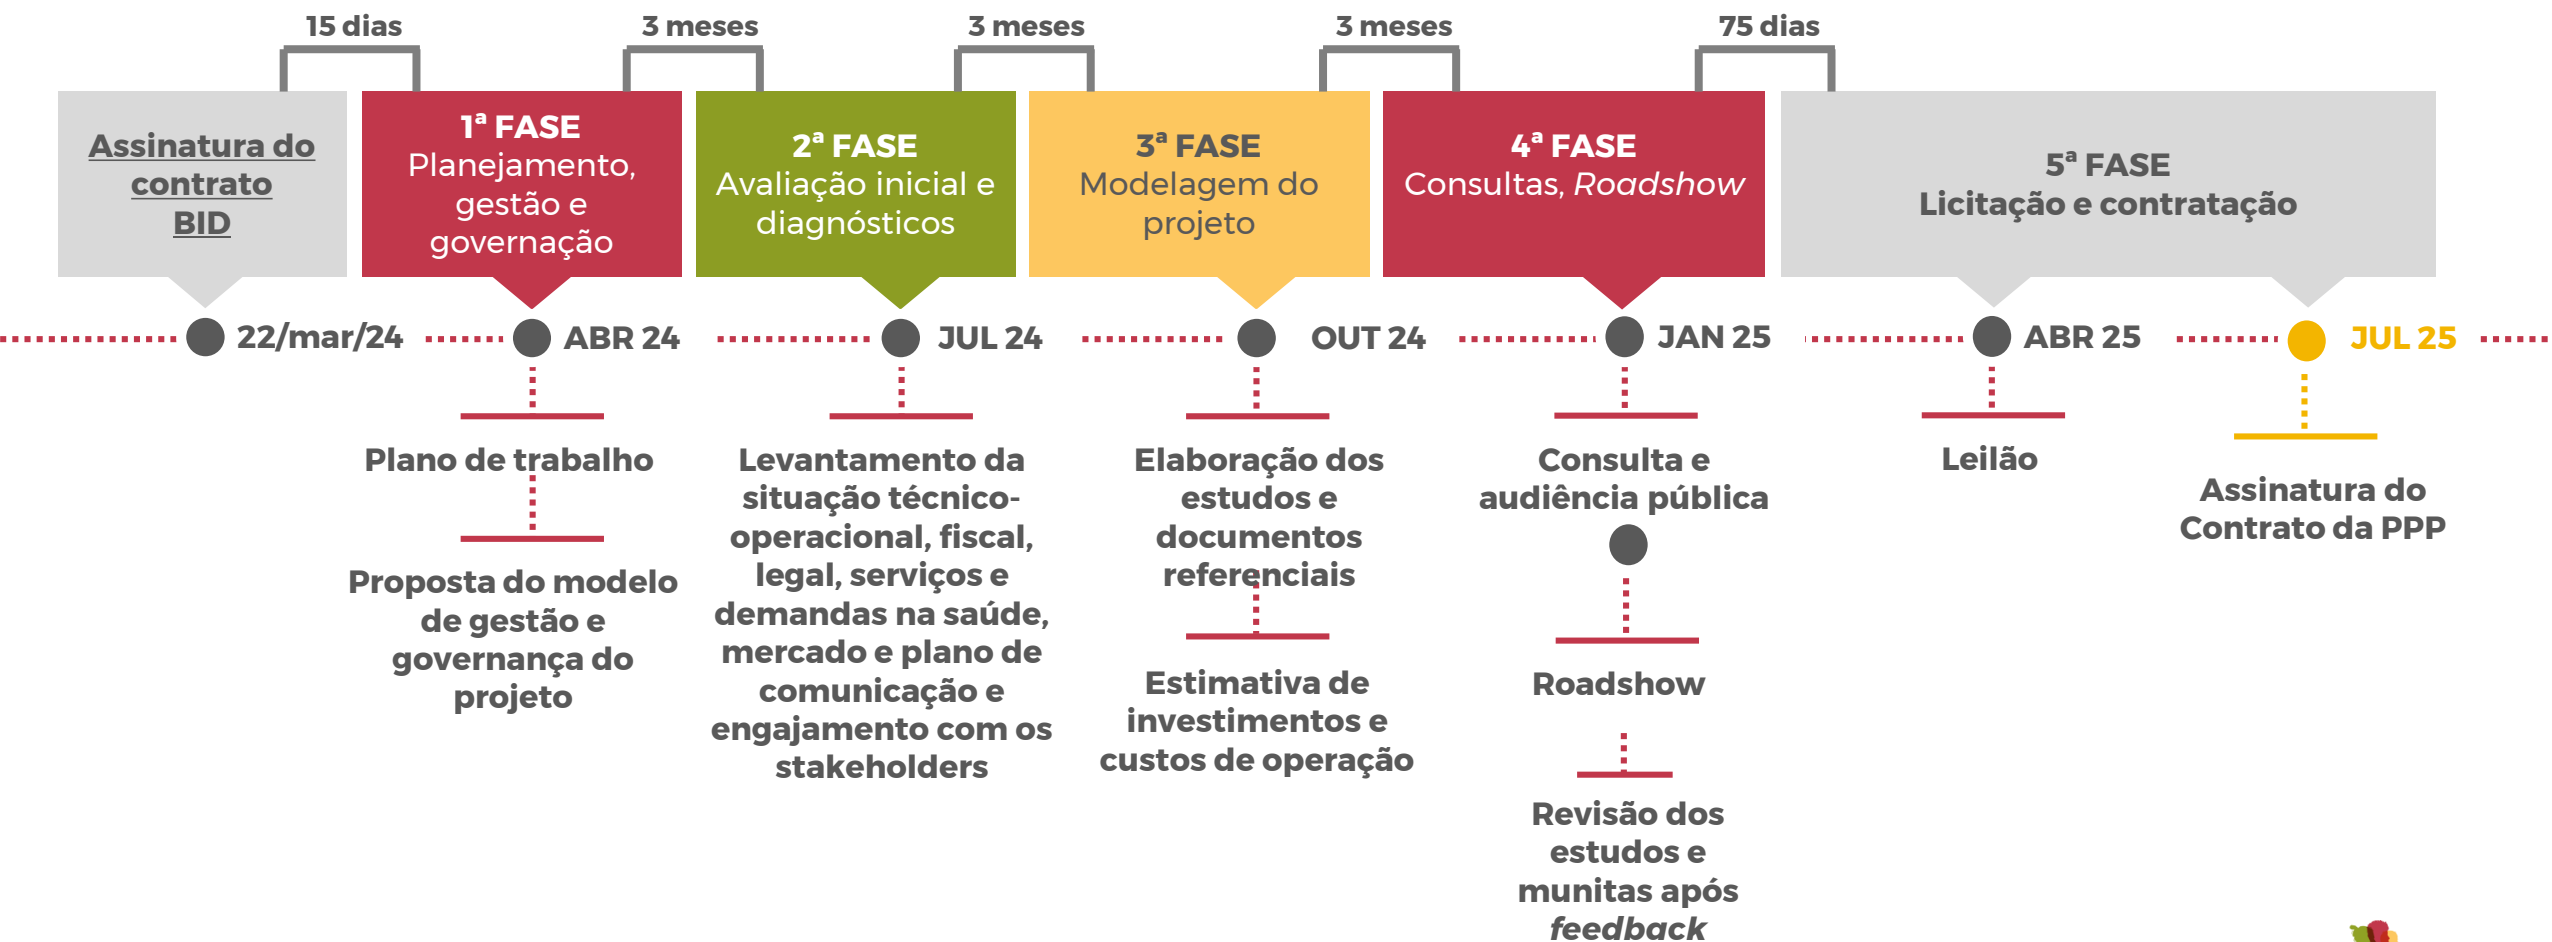 15 dias
3 meses
3 meses
3 meses
75 dias
Assinatura do
contrato
BID
1ª FASE
Planejamento,
gestão e
governação
2ª FASE
Avaliação inicial e
diagnósticos
3ª FASE
Modelagem do
projeto
4ª FASE
Consultas, Roadshow
5ª FASE
Licitação e contratação
22/mar/24
ABR 24
JUL 24
OUT 24
JAN 25
ABR 25
JUL 25
Plano de trabalho
Proposta do modelo
de gestão e
governança do
projeto
Levantamento da
situação técnico-
operacional, fiscal,
legal, serviços e
demandas na saúde,
mercado e plano de
comunicação e
engajamento com os
stakeholders
Elaboração dos
estudos e
documentos
referenciais
Estimativa de
investimentos e
custos de operação
Consulta e
audiência pública
Roadshow
Revisão dos
estudos e
munitas após
feedback
Leilão
Assinatura do
Contrato da PPP